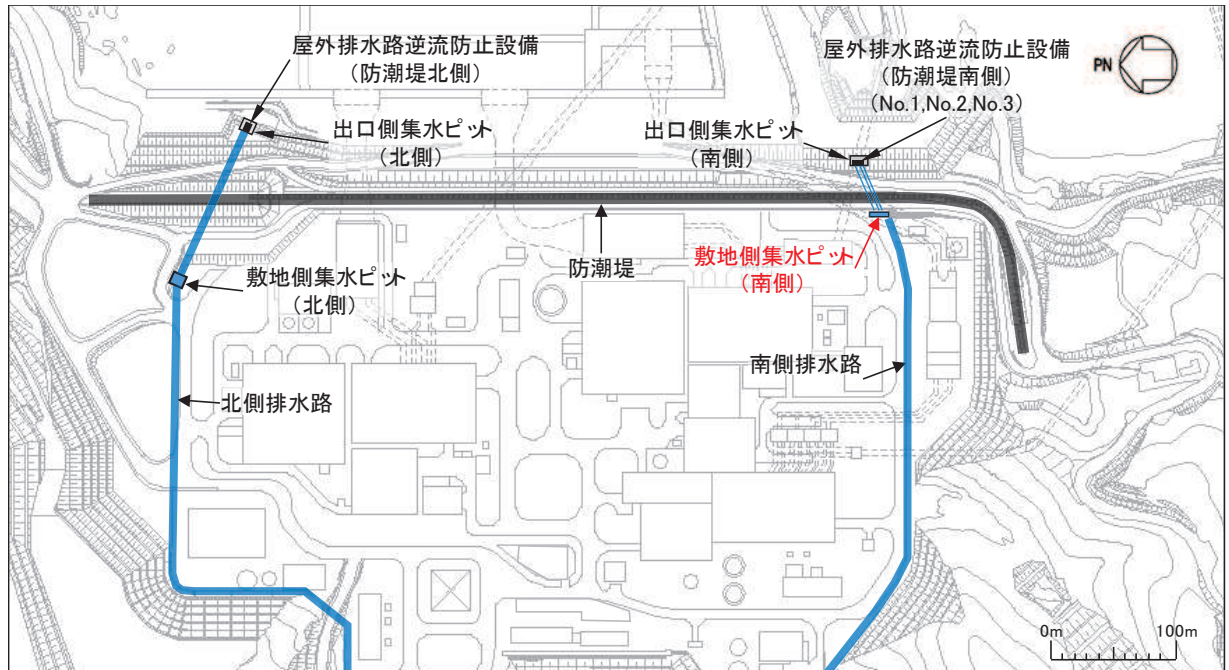 屋外排水路逆流防止設備
（防潮堤北側）
出口側集水ピット
（北側）
屋外排水路逆流防止設備
（防潮堤南側）
（No.1,No.2,No.3）
出口側集水ピット
（南側）
PN
敷地側集水ピット
（北側）
防潮堤
敷地側集水ピット
（南側）
北側排水路
南側排水路
0m
100m